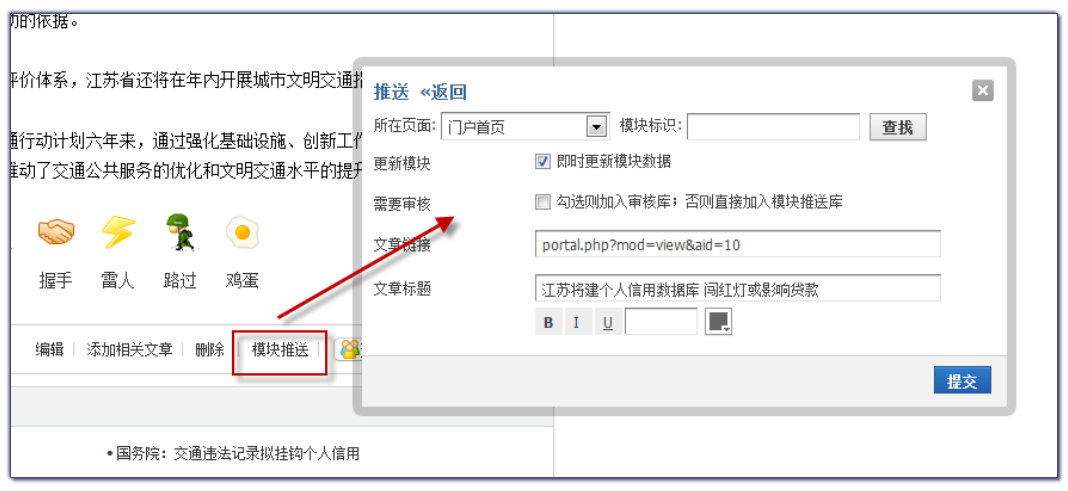 功的依据。
评价体系，江苏省还将在年内开展城市文明交通指
通行动计划六年来，通过强化基础设施、创新工作
推动了交通公共服务的优化和文明交通水平的提升
握手 雷人 路过 鸡蛋
编辑 添加相关文章 删除 模块推送
• 国务院：交通违法记录拟挂钩个人信用
推送 «返回
所在页面: 门户首页 模块标识: 查找
更新模块 即时更新模块数据
需要审核 勾选则加入审核库；否则直接加入模块推送库
文章链接 portal.php?mod=view&aid=10
文章标题 江苏将建个人信用数据库 闯红灯或影响贷款
B I U
提交